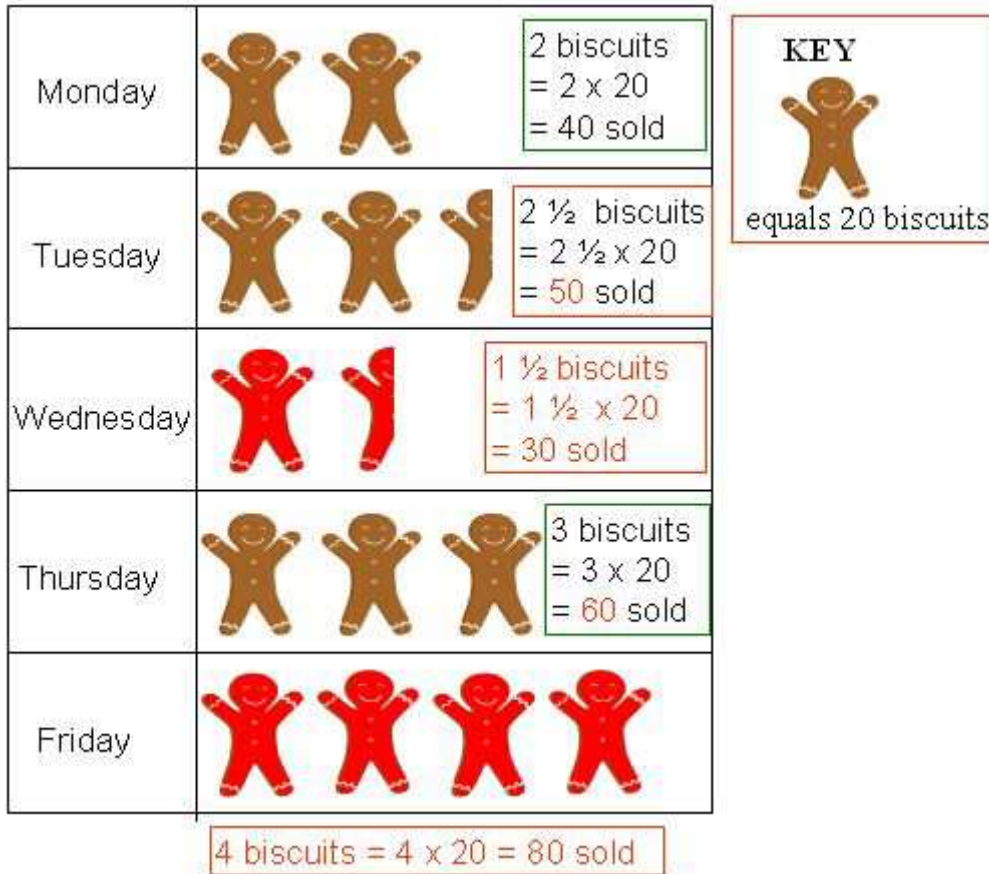 Monday
2 biscuits
= 2 x 20
= 40 sold
KEY
equals 20 biscuits
Tuesday
2 ½ biscuits
= 2 ½ x 20
= 50 sold
Wednesday
1 ½ biscuits
= 1 ½ x 20
= 30 sold
Thursday
3 biscuits
= 3 x 20
= 60 sold
Friday
4 biscuits = 4 x 20 = 80 sold